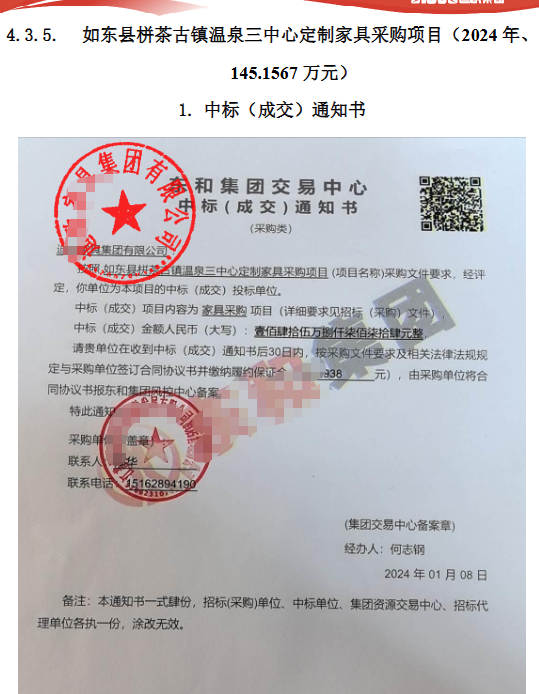 4.3.5. 如东县栟茶古镇温泉三中心定制家具采购项目（2024 年、
145.1567 万元）
1. 中标（成交）通知书
集团有限公司
东和集团交易中心
中标(成交)通知书
(采购类)
集团有限公司
按照 如东县栟茶古镇温泉三中心定制家具采购项目 (项目名称)采购文件要求，经评
定，你单位为本项目的中标（成交）投标单位。
中标（成交）项目内容为 家具采购 项目（详细要求见招标（采购）文件），
中标（成交）金额人民币（大写）: 壹佰肆拾伍万捌仟柒佰柒拾肆元整
请贵单位在收到中标（成交）通知书后30日内，按采购文件要求及相关法律法规规
定与采购单位签订合同协议书并缴纳履约保证金 938 元），由采购单位将合
同协议书报东和集团风控中心备案。
特此通知
采购单 盖章）
联系人 华
联系电话: 15162894190
(集团交易中心备案章)
经办人: 何志钢
2024 年 01 月 08 日
备注：本通知书一式肆份，招标(采购)单位、中标单位、集团资源交易中心、招标代
理单位各执一份，涂改无效。